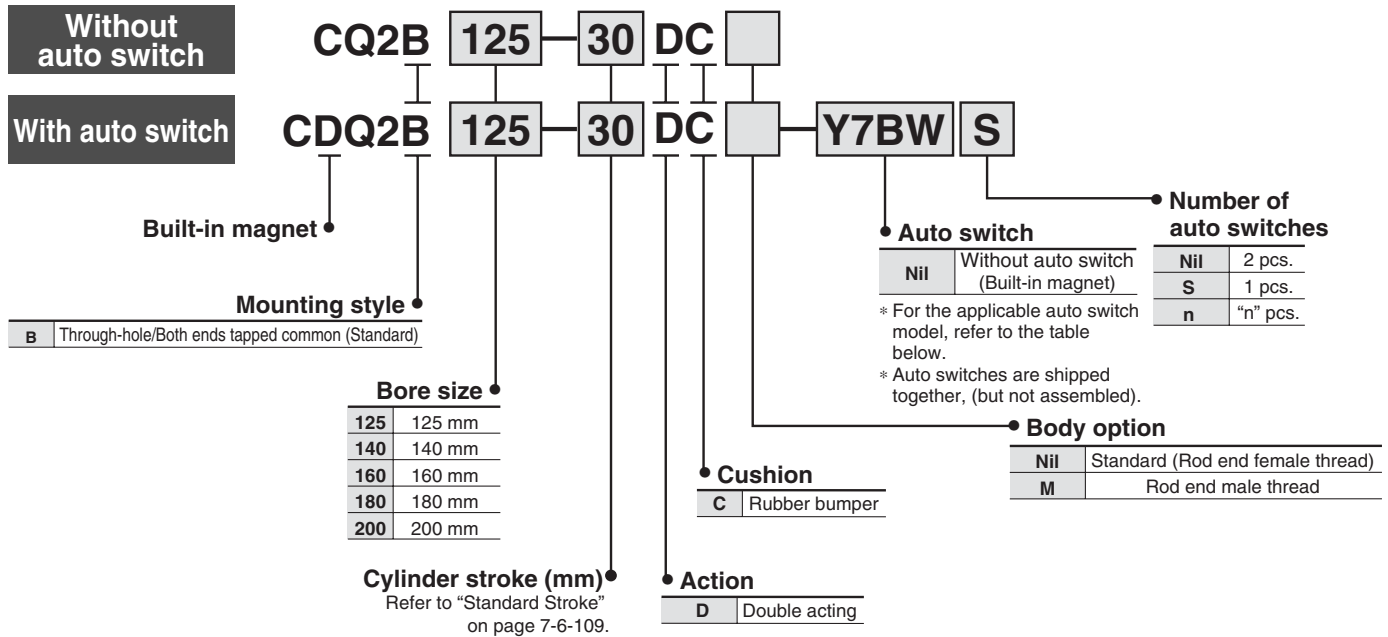 Without
auto switch
CQ2B 125 — 30 DC
With auto switch
CDQ2B 125 — 30 DC — Y7BW S
Built-in magnet
Mounting style
B Through-hole/Both ends tapped common (Standard)
Bore size
125 125 mm
140 140 mm
160 160 mm
180 180 mm
200 200 mm
Cylinder stroke (mm)
Refer to “Standard Stroke”
on page 7-6-109.
Action
D Double acting
Cushion
C Rubber bumper
Body option
Nil Standard (Rod end female thread)
M Rod end male thread
Auto switch
Nil Without auto switch
(Built-in magnet)
* For the applicable auto switch
model, refer to the table
below.
* Auto switches are shipped
together, (but not assembled).
Number of
auto switches
Nil 2 pcs.
S 1 pcs.
n “n” pcs.